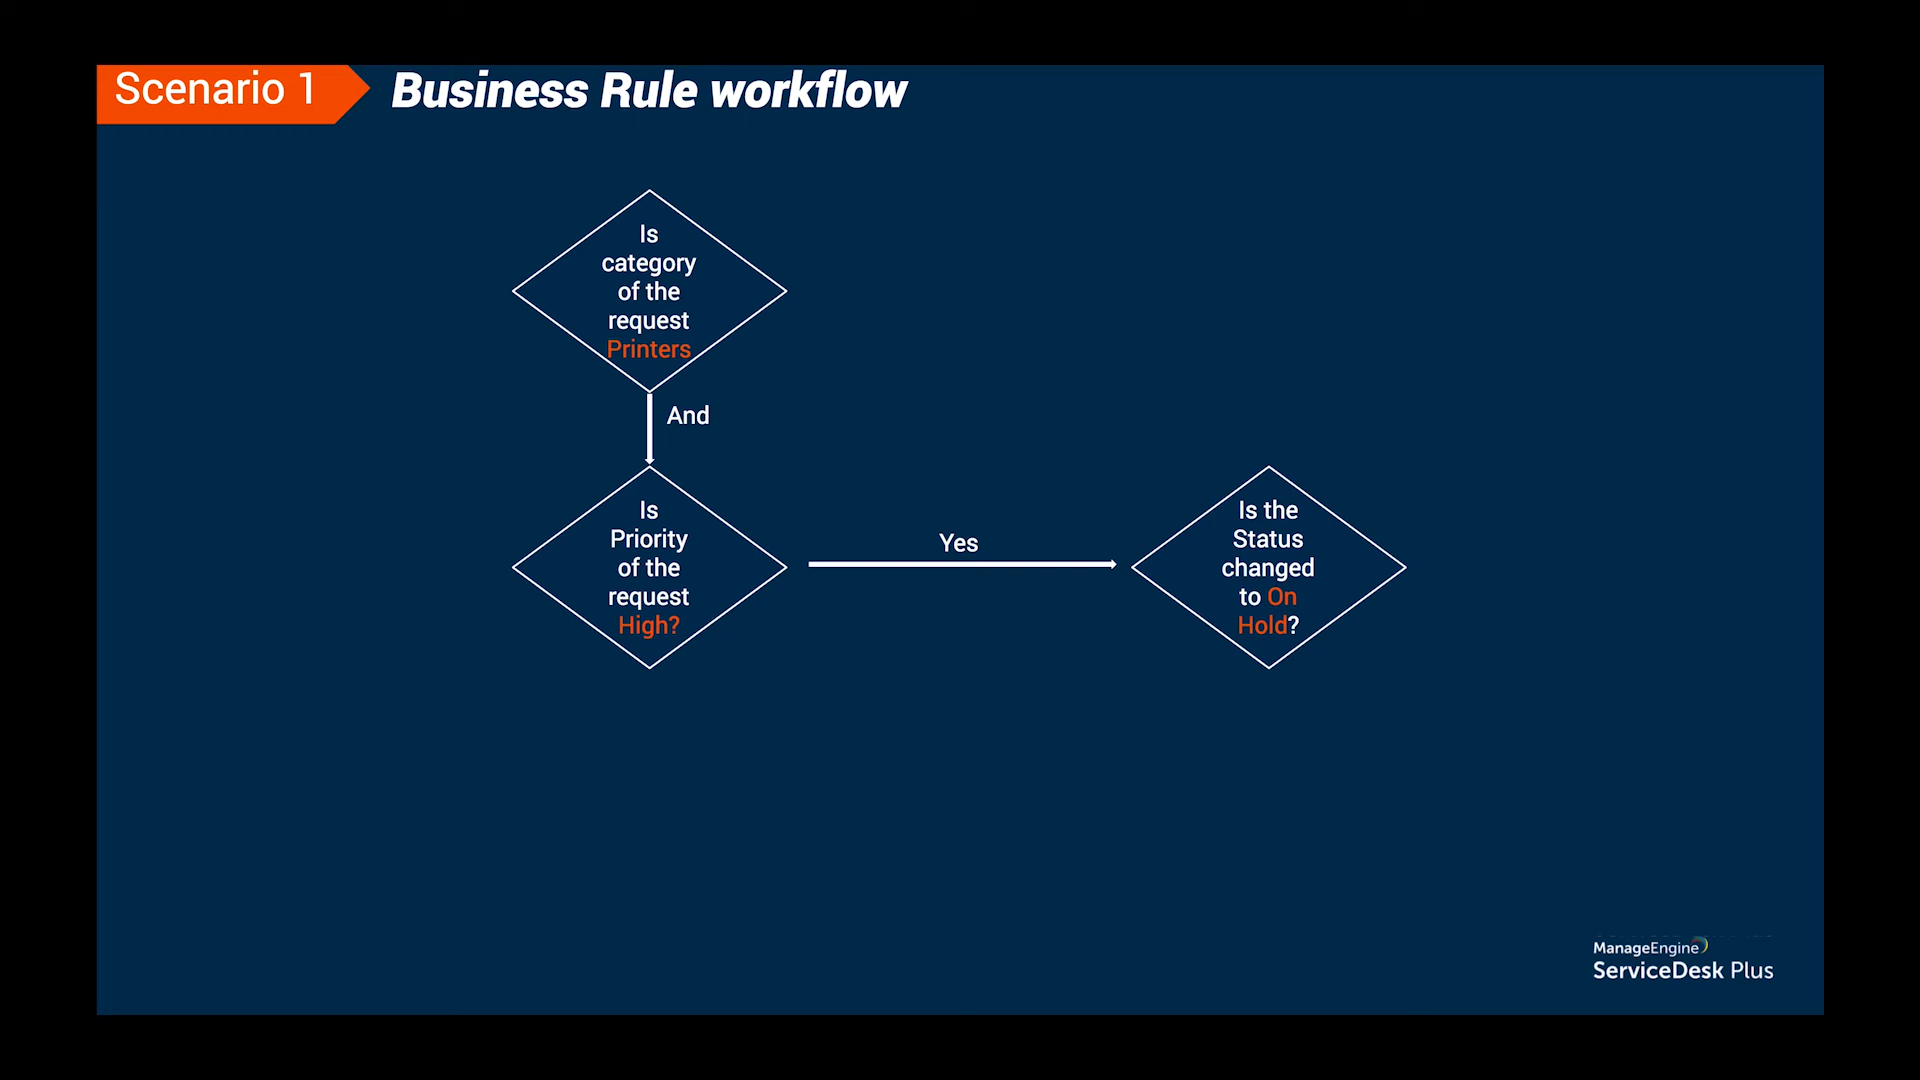 Scenario 1
Business Rule workflow
Is
category
of the
request
Printers
And
Is
Priority
of the
request
High?
Yes
Is the
Status
changed
to On
Hold?
ManageEngine
ServiceDesk Plus